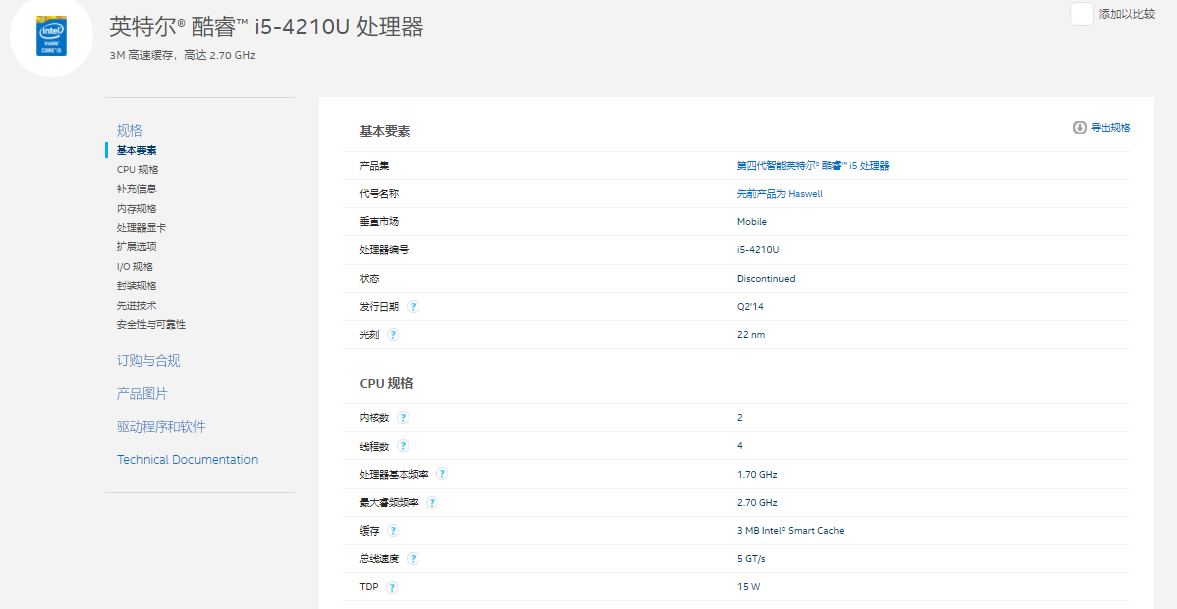 intel
inside
CORE i5
英特尔® 酷睿™ i5-4210U 处理器
添加以比较
3M 高速缓存，高达 2.70 GHz
规格
基本要素
CPU 规格
补充信息
内存规格
处理器显卡
扩展选项
I/O 规格
封装规格
先进技术
安全性与可靠性
订购与合规
产品图片
驱动程序和软件
Technical Documentation
基本要素
导出规格
产品集 第四代智能英特尔® 酷睿™ i5 处理器
代号名称 先前产品为 Haswell
垂直市场 Mobile
处理器编号 i5-4210U
状态 Discontinued
发行日期 ? Q2'14
光刻 ? 22 nm
CPU 规格
内核数 ? 2
线程数 ? 4
处理器基本频率 ? 1.70 GHz
最大睿频频率 ? 2.70 GHz
缓存 ? 3 MB Intel® Smart Cache
总线速度 ? 5 GT/s
TDP ? 15 W